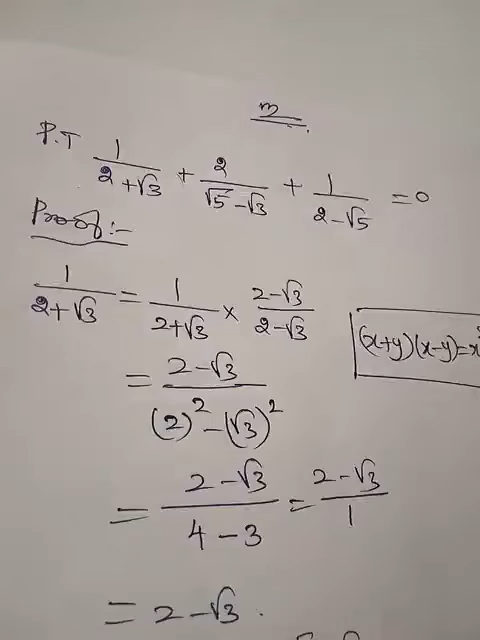 m
P.T 1/(2+√3) + 2/(√5-√3) + 1/(2-√5) = 0
Proof:-
1/(2+√3) = 1/(2+√3) × (2-√3)/(2-√3)
(x+y)(x-y)=x
= (2-√3)/((2)²-(√3)²)
= (2-√3)/(4-3) = (2-√3)/1
= 2-√3.